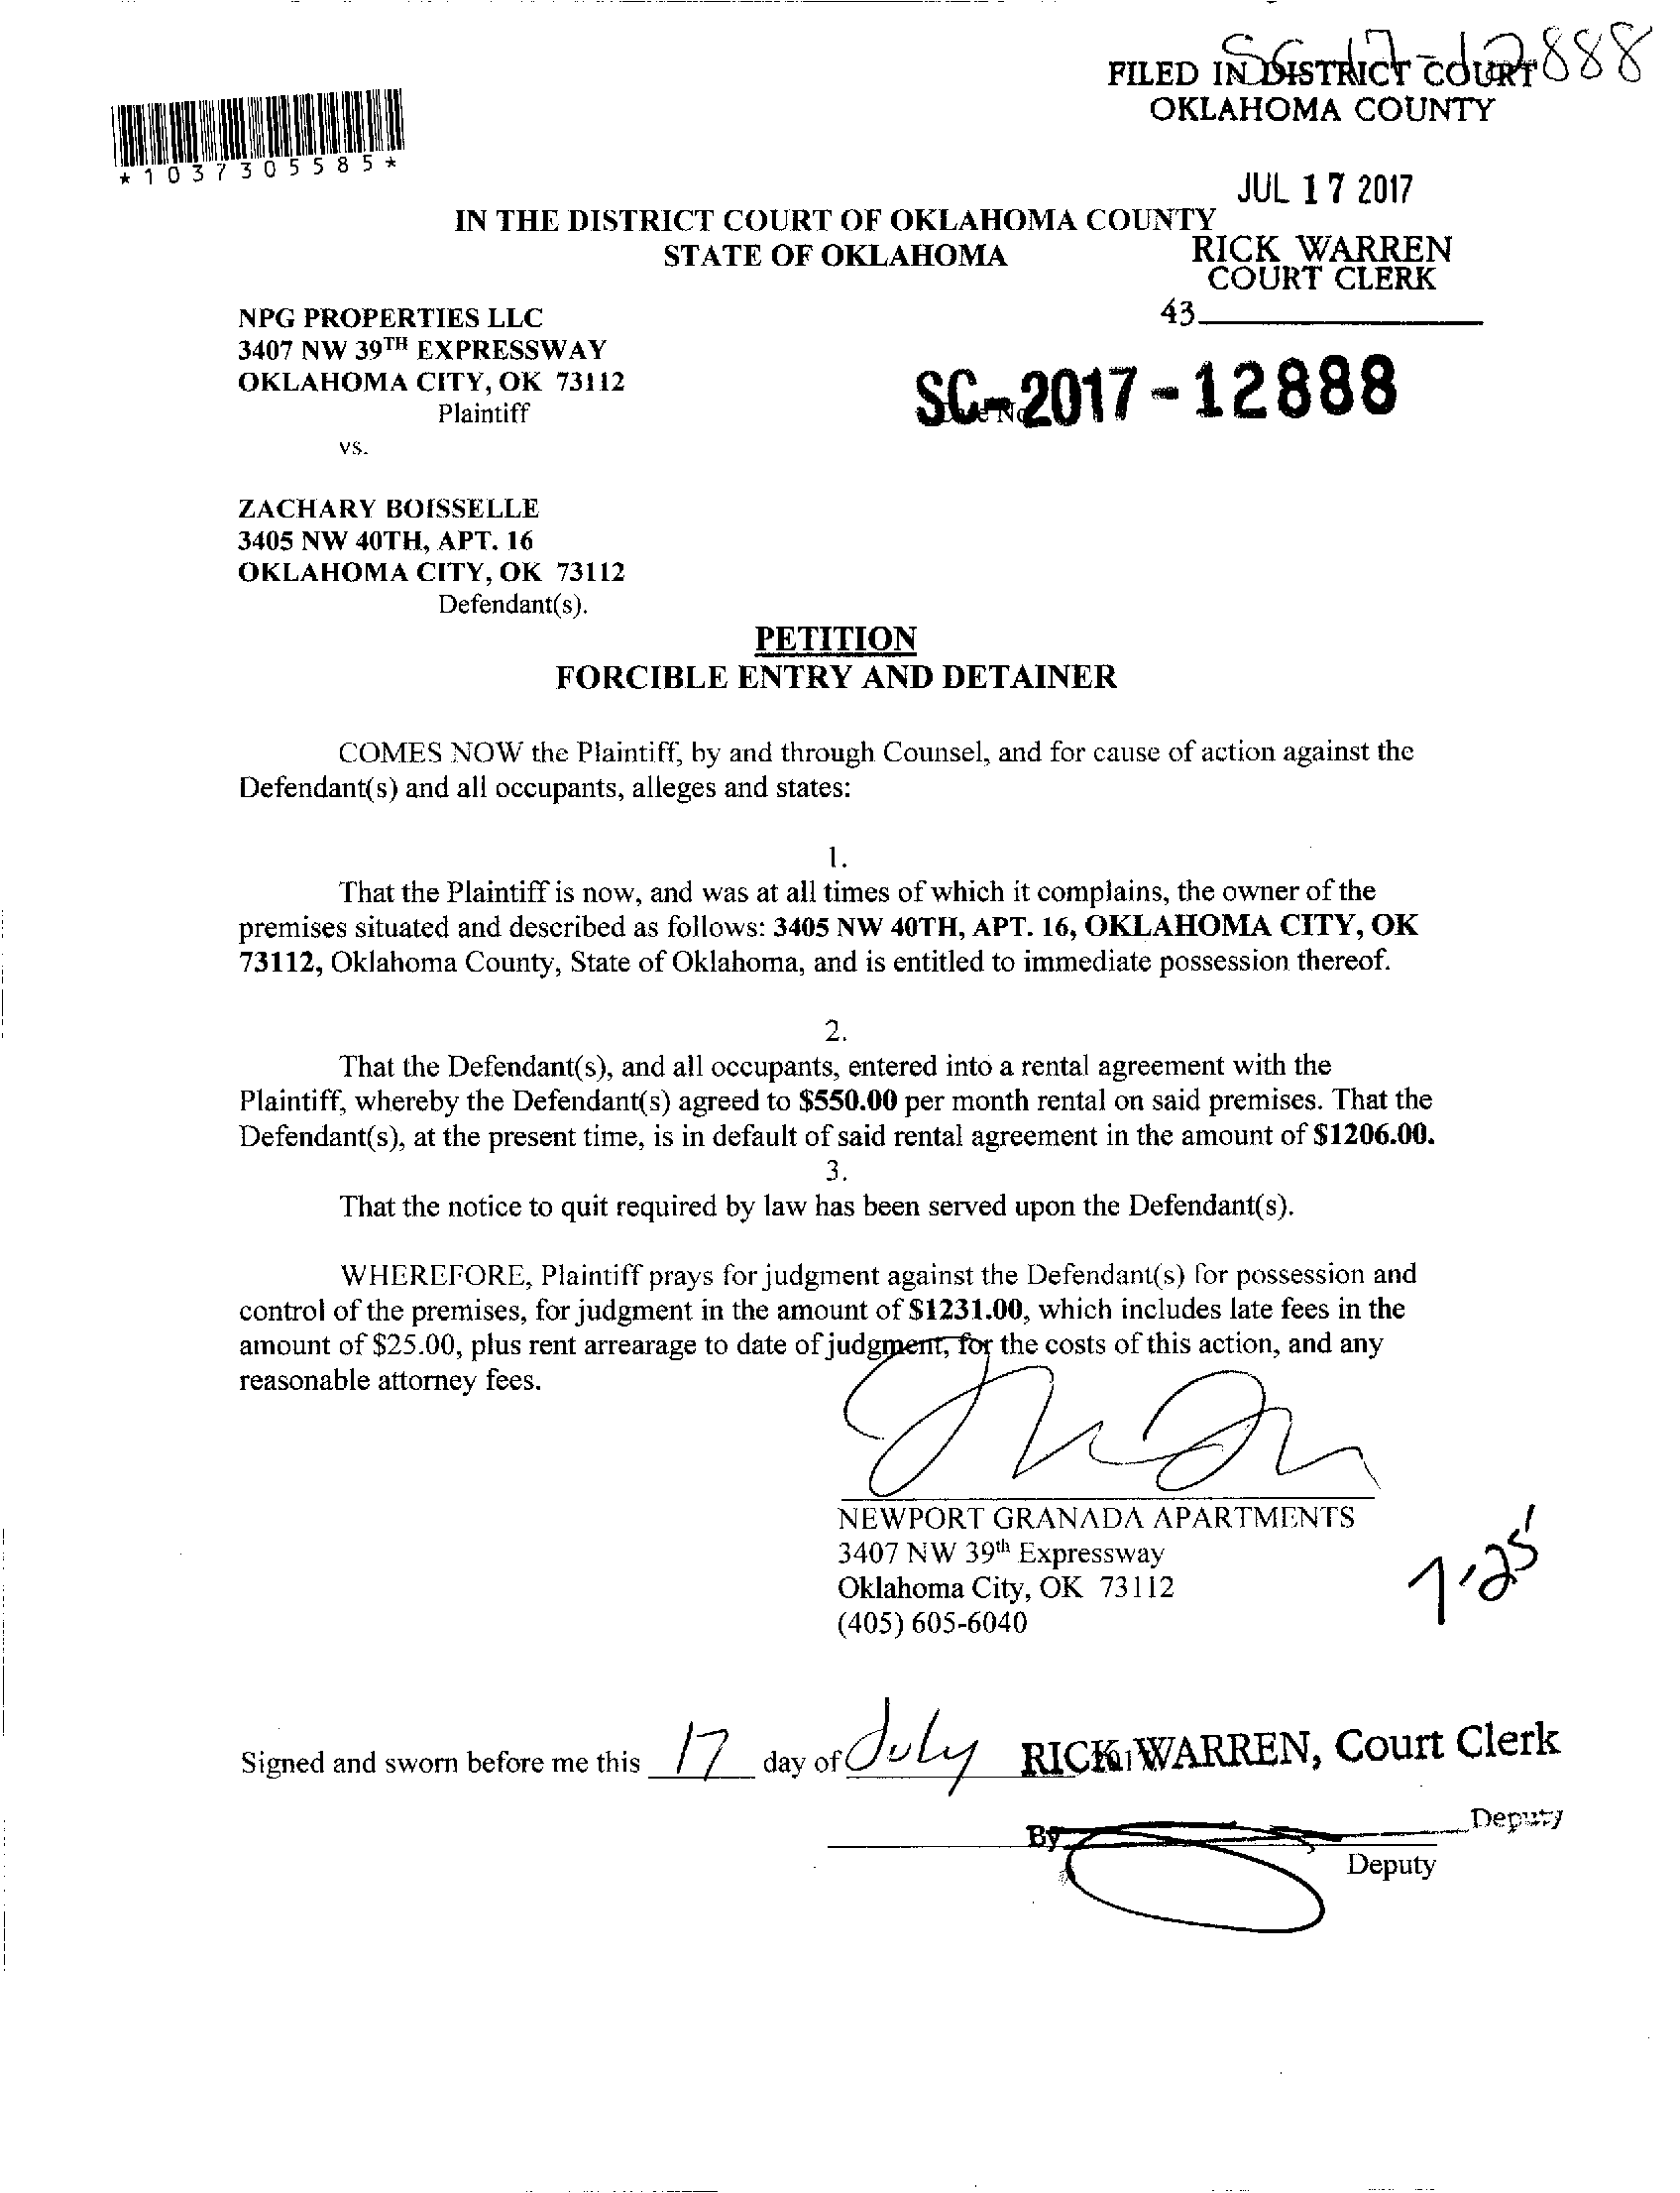 SC-17-12888
FILED IN DISTRICT COURT
OKLAHOMA COUNTY
*1037305585*
JUL 17 2017
IN THE DISTRICT COURT OF OKLAHOMA COUNTY
STATE OF OKLAHOMA
RICK WARREN
COURT CLERK
43
NPG PROPERTIES LLC
3407 NW 39TH EXPRESSWAY
OKLAHOMA CITY, OK 73112
Plaintiff
SC-2017-12888
vs.
ZACHARY BOISSELLE
3405 NW 40TH, APT. 16
OKLAHOMA CITY, OK 73112
Defendant(s).
PETITION
FORCIBLE ENTRY AND DETAINER
COMES NOW the Plaintiff, by and through Counsel, and for cause of action against the
Defendant(s) and all occupants, alleges and states:
1.
That the Plaintiff is now, and was at all times of which it complains, the owner of the
premises situated and described as follows: 3405 NW 40TH, APT. 16, OKLAHOMA CITY, OK
73112, Oklahoma County, State of Oklahoma, and is entitled to immediate possession thereof.
2.
That the Defendant(s), and all occupants, entered into a rental agreement with the
Plaintiff, whereby the Defendant(s) agreed to $550.00 per month rental on said premises. That the
Defendant(s), at the present time, is in default of said rental agreement in the amount of $1206.00.
3.
That the notice to quit required by law has been served upon the Defendant(s).
WHEREFORE, Plaintiff prays for judgment against the Defendant(s) for possession and
control of the premises, for judgment in the amount of $1231.00, which includes late fees in the
amount of $25.00, plus rent arrearage to date of judgment, for the costs of this action, and any
reasonable attorney fees.
NEWPORT GRANADA APARTMENTS
3407 NW 39th Expressway
Oklahoma City, OK 73112
(405) 605-6040
7.25
Signed and sworn before me this 17 day of July RICK WARREN, Court Clerk
By Deputy
Deputy